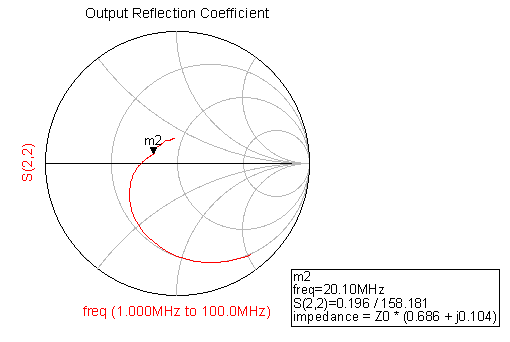 Output Reflection Coefficient
m2
S(2,2)
freq (1.000MHz to 100.0MHz)
m2
freq=20.10MHz
S(2,2)=0.196 / 158.181
impedance = Z0 * (0.686 + j0.104)